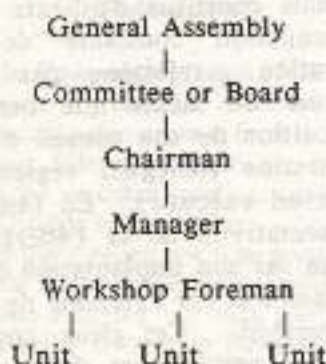 General Assembly
Committee or Board
Chairman
Manager
Workshop Foreman
Unit Unit Unit